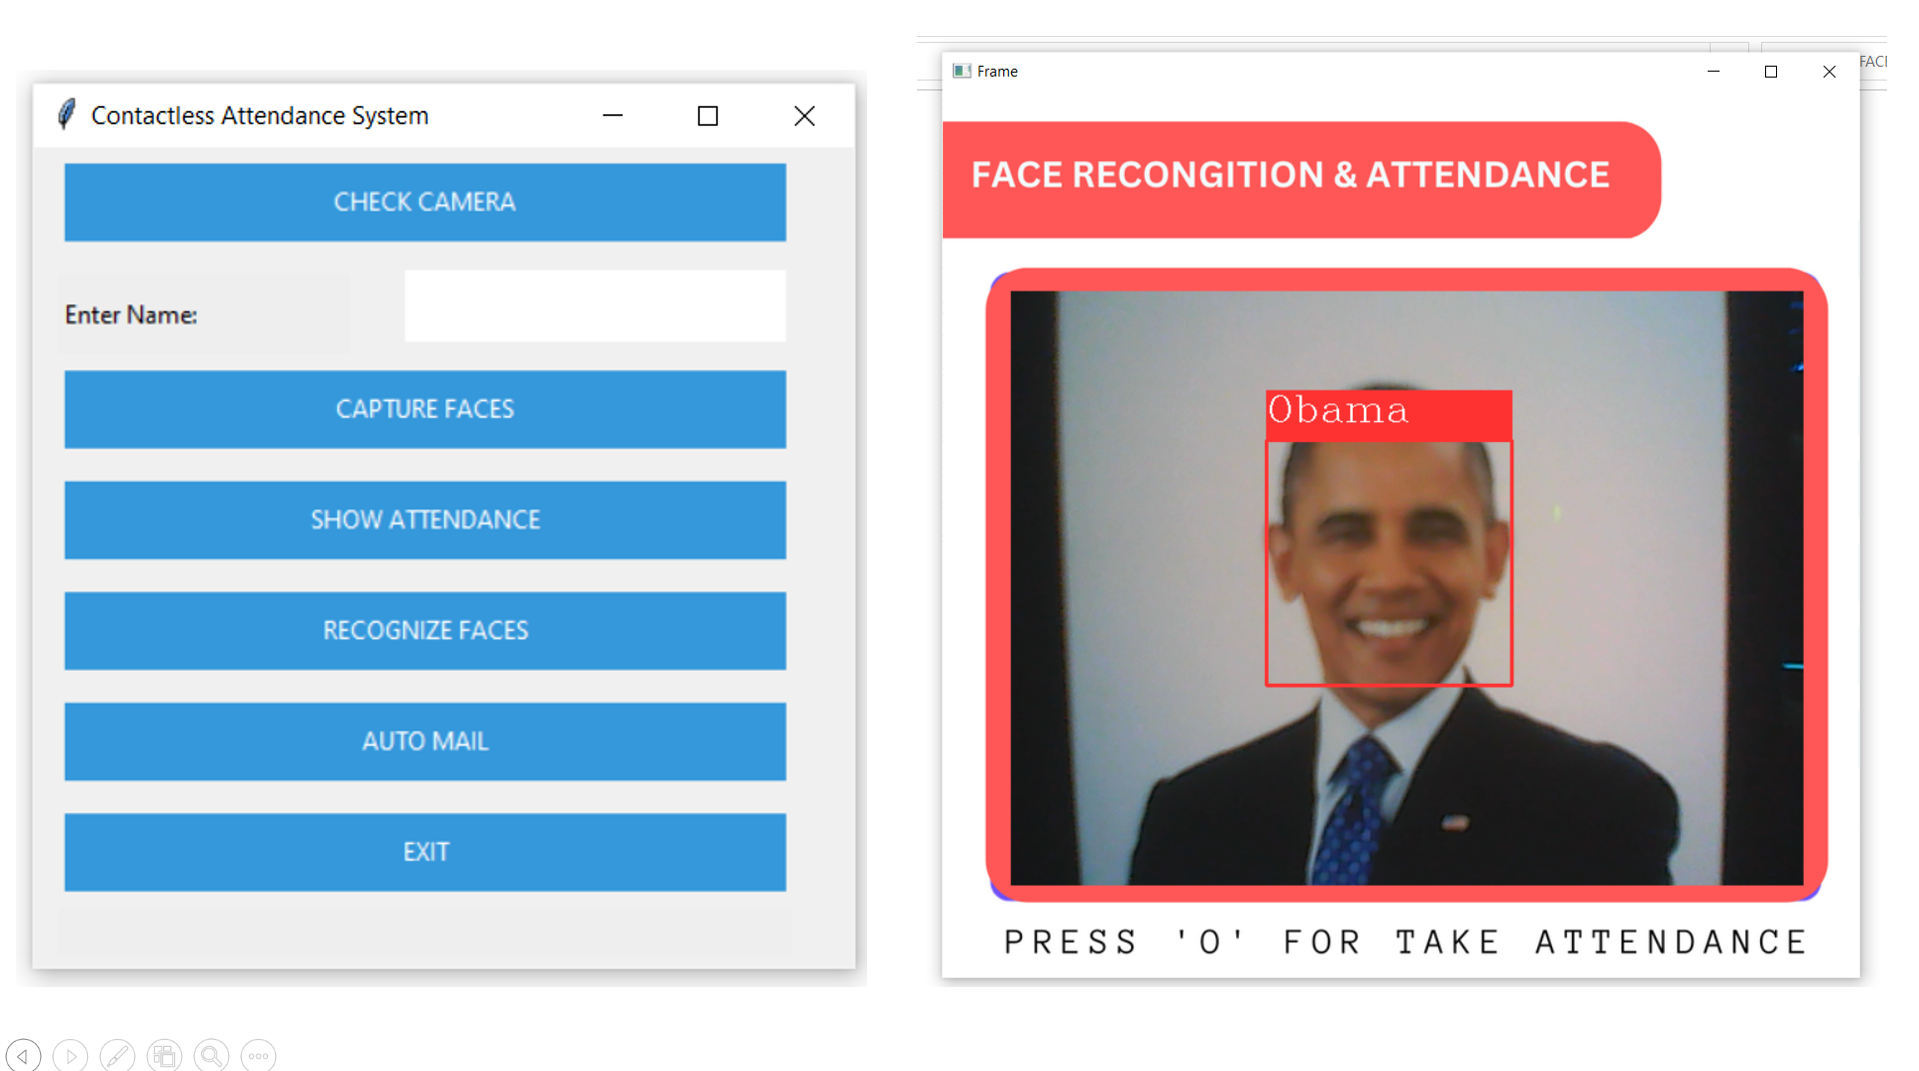 Contactless Attendance System
CHECK CAMERA
Enter Name:
CAPTURE FACES
SHOW ATTENDANCE
RECOGNIZE FACES
AUTO MAIL
EXIT
Frame
FACE RECONGITION & ATTENDANCE
Obama
PRESS 'O' FOR TAKE ATTENDANCE